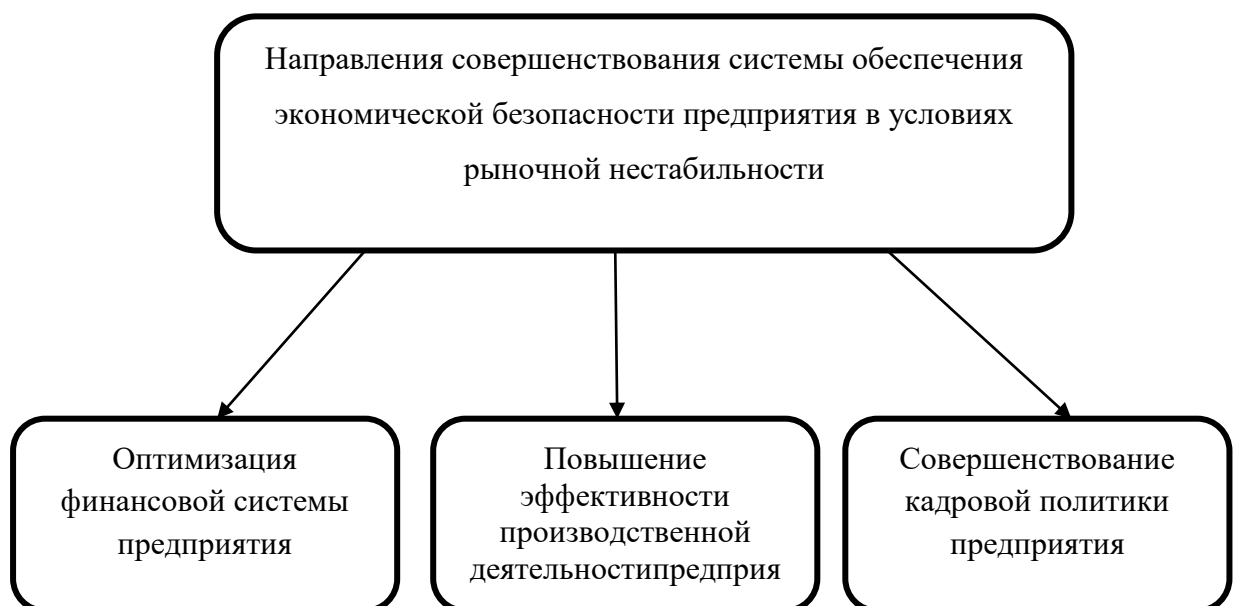 Направления совершенствования системы обеспечения
экономической безопасности предприятия в условиях
рыночной нестабильности
Оптимизация
финансовой системы
предприятия
Повышение
эффективности
производственной
деятельностипредприя
Совершенствование
кадровой политики
предприятия